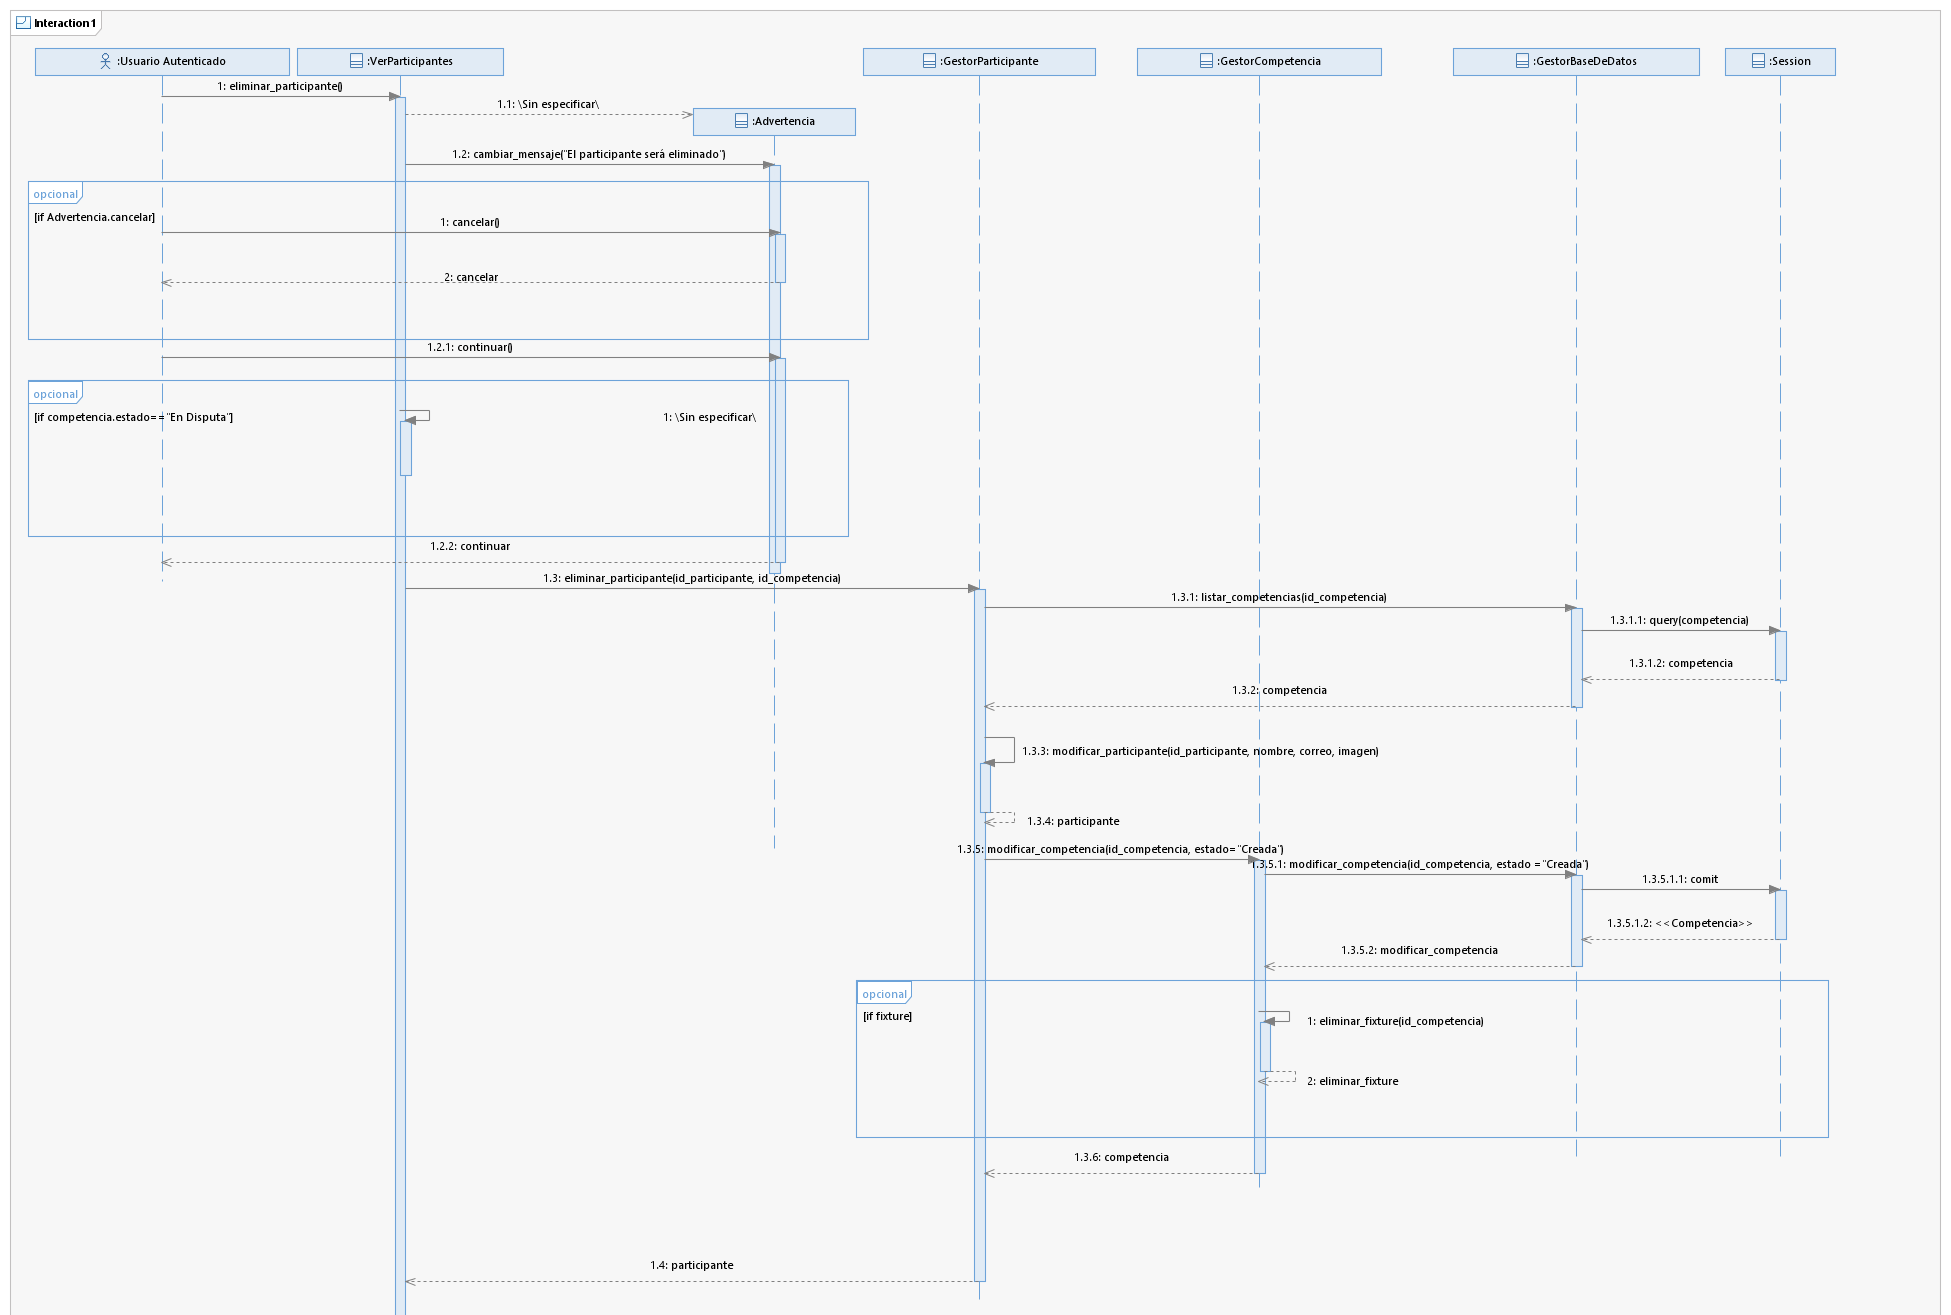 Interaction1
:Usuario Autenticado
:VerParticipantes
:GestorParticipante
:GestorCompetencia
:GestorBaseDeDatos
:Session
1: eliminar_participante()
1.1: \Sin especificar\
:Advertencia
1.2: cambiar_mensaje("El participante será eliminado")
opcional
[if Advertencia.cancelar]
1: cancelar()
2: cancelar
1.2.1: continuar()
opcional
[if competencia.estado=="En Disputa"]
1: \Sin especificar\
1.2.2: continuar
1.3: eliminar_participante(id_participante, id_competencia)
1.3.1: listar_competencias(id_competencia)
1.3.1.1: query(competencia)
1.3.1.2: competencia
1.3.2: competencia
1.3.3: modificar_participante(id_participante, nombre, correo, imagen)
1.3.4: participante
1.3.5: modificar_competencia(id_competencia, estado="Creada")
1.3.5.1: modificar_competencia(id_competencia, estado = "Creada")
1.3.5.1.1: comit
1.3.5.1.2: <<Competencia>>
1.3.5.2: modificar_competencia
opcional
[if fixture]
1: eliminar_fixture(id_competencia)
2: eliminar_fixture
1.3.6: competencia
1.4: participante